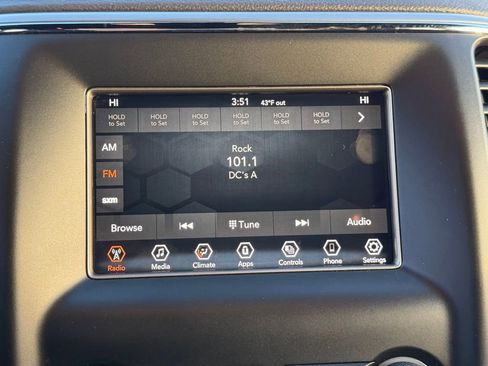 HI 3:51 43°F out HI
HOLD to Set HOLD to Set HOLD to Set HOLD to Set HOLD to Set HOLD to Set
AM
Rock
FM
101.1
DC's A
sxm
Browse Tune Audio
Radio Media Climate Apps Controls Phone Settings